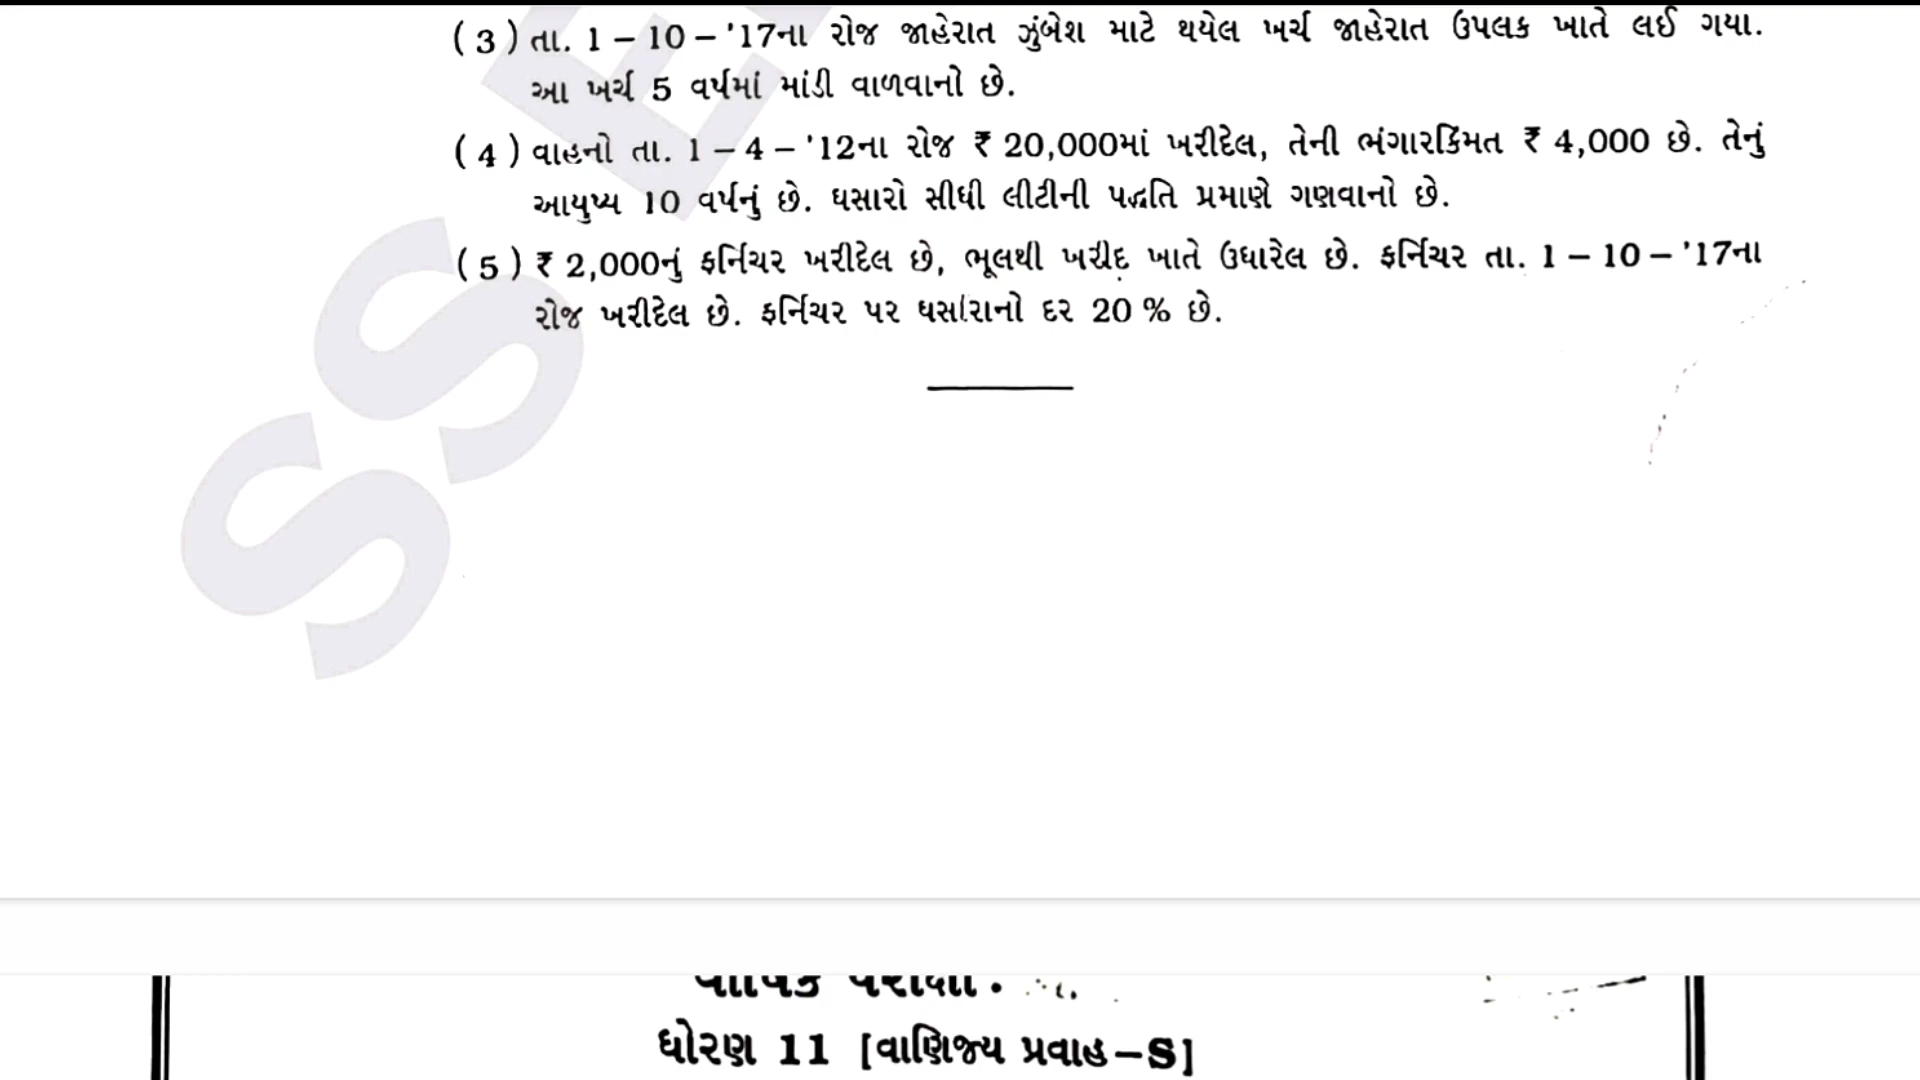 ( 3 ) તા. 1 – 10 – '17ના રોજ જાહેરાત ઝુંબેશ માટે થયેલ ખર્ચ જાહેરાત ઉપલક ખાતે લઈ ગયા.
આ ખર્ચ 5 વર્ષમાં માંડી વાળવાનો છે.
( 4 ) વાહનો તા. 1 – 4 – '12ના રોજ ₹ 20,000માં ખરીદેલ, તેની ભંગારકિંમત ₹ 4,000 છે. તેનું
આયુષ્ય 10 વર્ષનું છે. ઘસારો સીધી લીટીની પદ્ધતિ પ્રમાણે ગણવાનો છે.
( 5 ) ₹ 2,000નું ફર્નિચર ખરીદેલ છે, ભૂલથી ખરીદ ખાતે ઉધારેલ છે. ફર્નિચર તા. 1 – 10 – '17ના
રોજ ખરીદેલ છે. ફર્નિચર પર ઘસારાનો દર 20 % છે.
ધોરણ 11 [વાણિજ્ય પ્રવાહ–S]